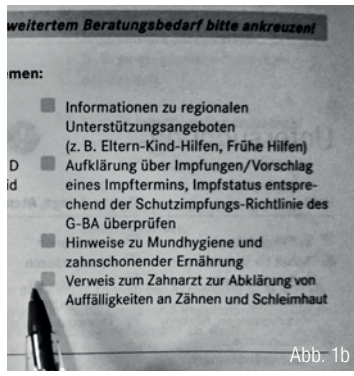 weitertem Beratungsbedarf bitte ankreuzen!
men:
Informationen zu regionalen
Unterstützungsangeboten
(z. B. Eltern-Kind-Hilfen, Frühe Hilfen)
D Aufklärung über Impfungen/Vorschlag
id eines Impftermins, Impfstatus entspre-
chend der Schutzimpfungs-Richtlinie des
G-BA überprüfen
Hinweise zu Mundhygiene und
zahnschonender Ernährung
Verweis zum Zahnarzt zur Abklärung von
Auffälligkeiten an Zähnen und Schleimhaut
Abb. 1b